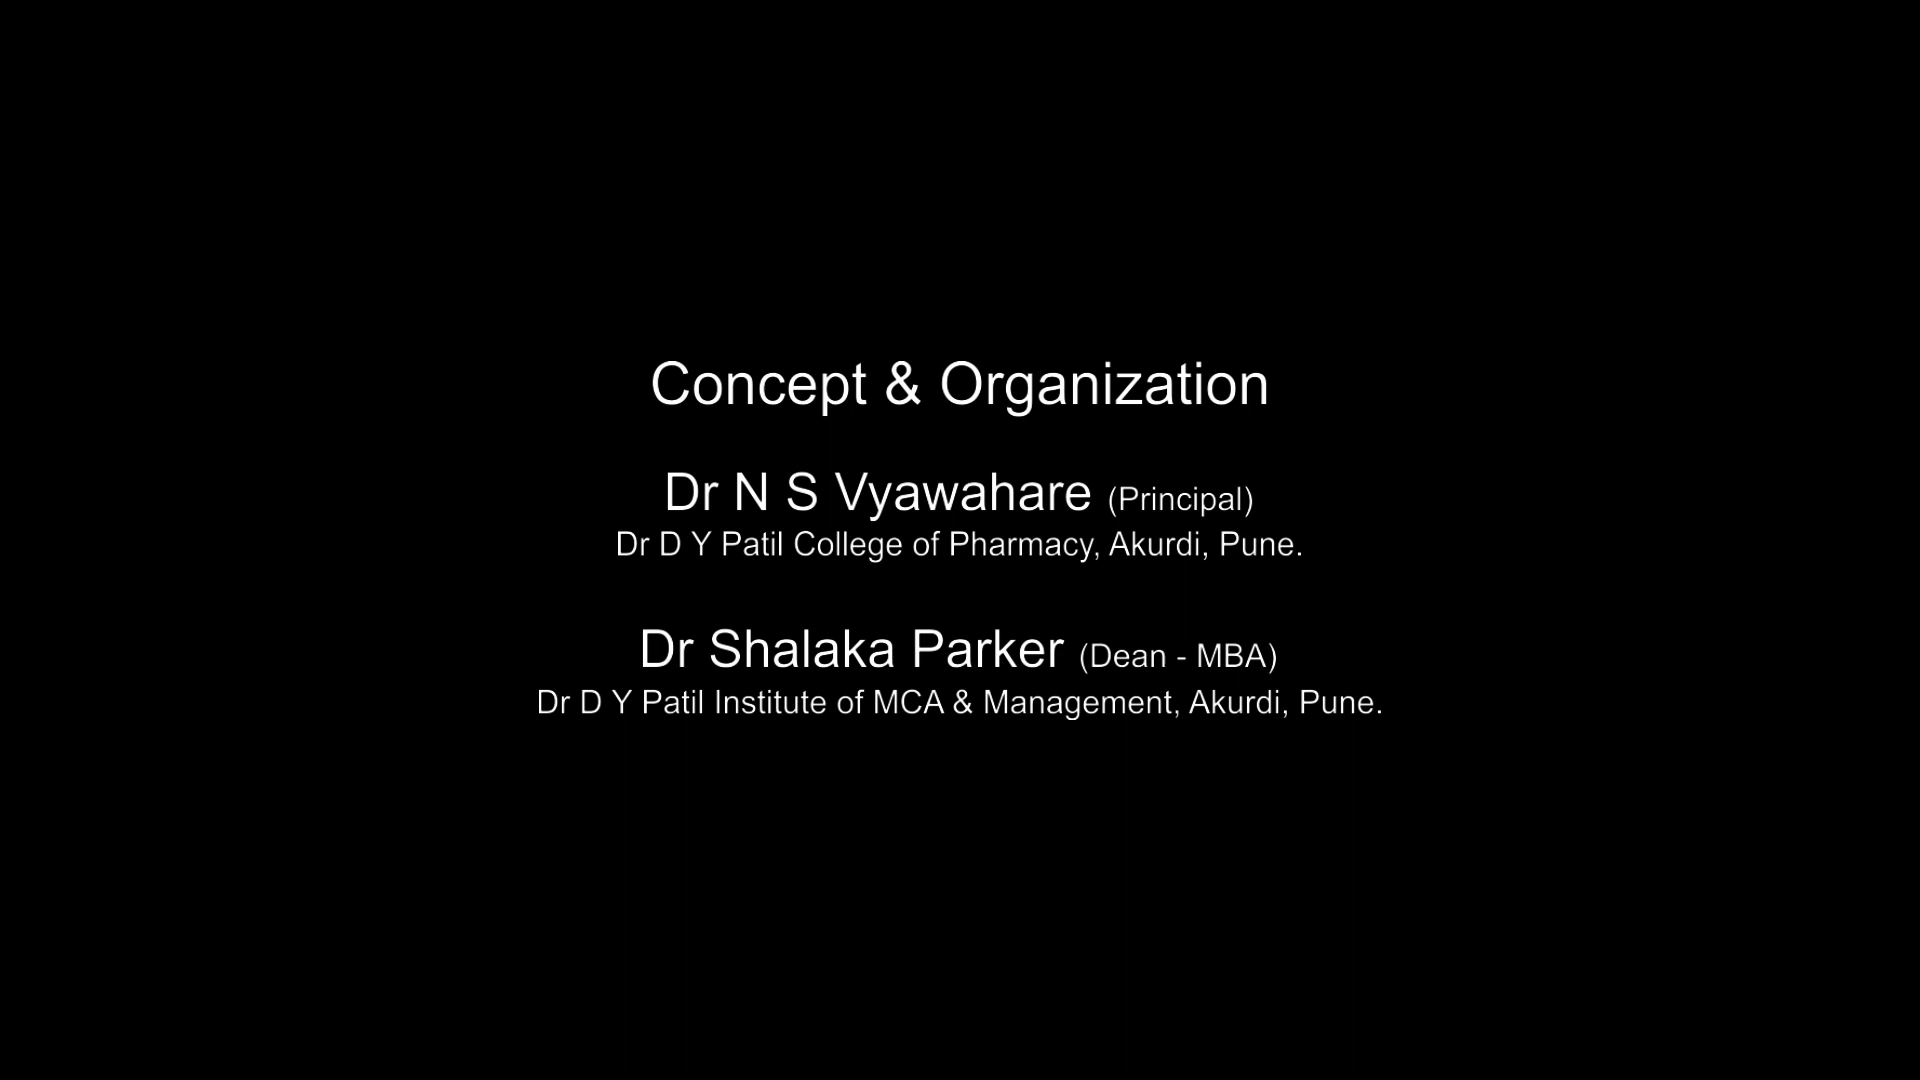 Concept & Organization
Dr N S Vyawahare (Principal)
Dr D Y Patil College of Pharmacy, Akurdi, Pune.
Dr Shalaka Parker (Dean - MBA)
Dr D Y Patil Institute of MCA & Management, Akurdi, Pune.